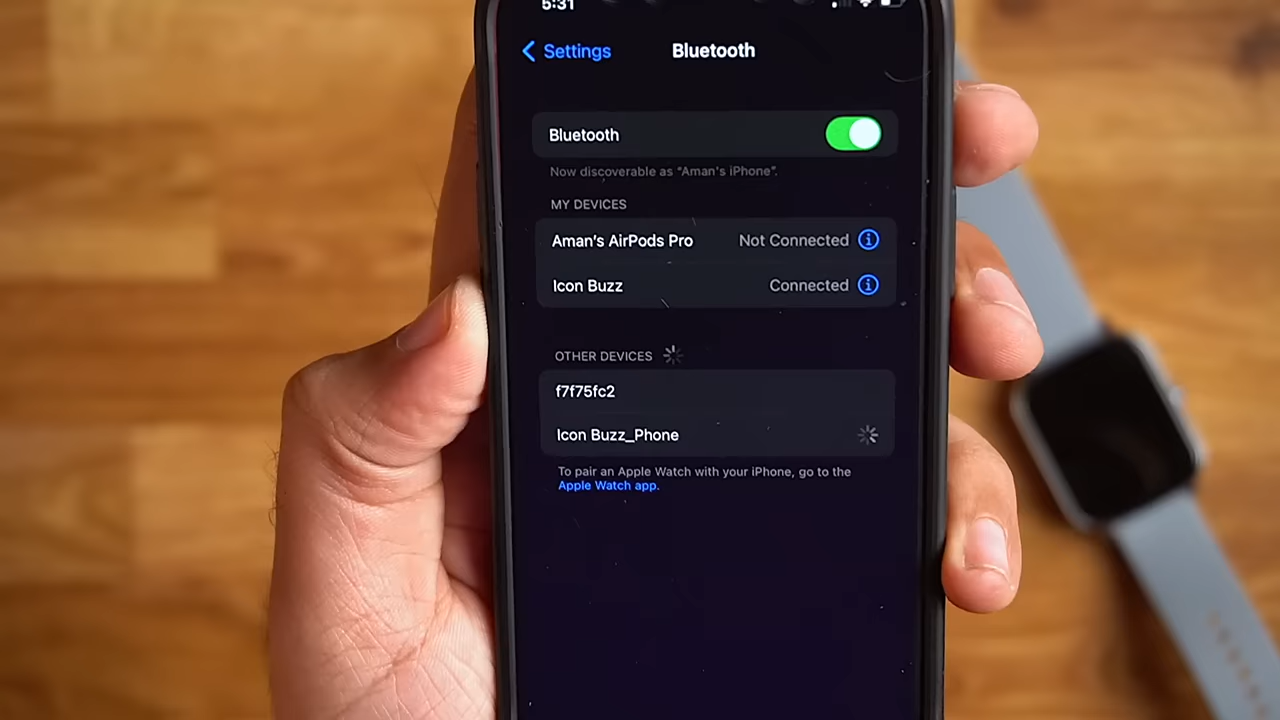 5:31
Settings Bluetooth
Bluetooth
Now discoverable as “Aman's iPhone”.
MY DEVICES
Aman’s AirPods Pro Not Connected
Icon Buzz Connected
OTHER DEVICES
f7f75fc2
Icon Buzz_Phone
To pair an Apple Watch with your iPhone, go to the
Apple Watch app.